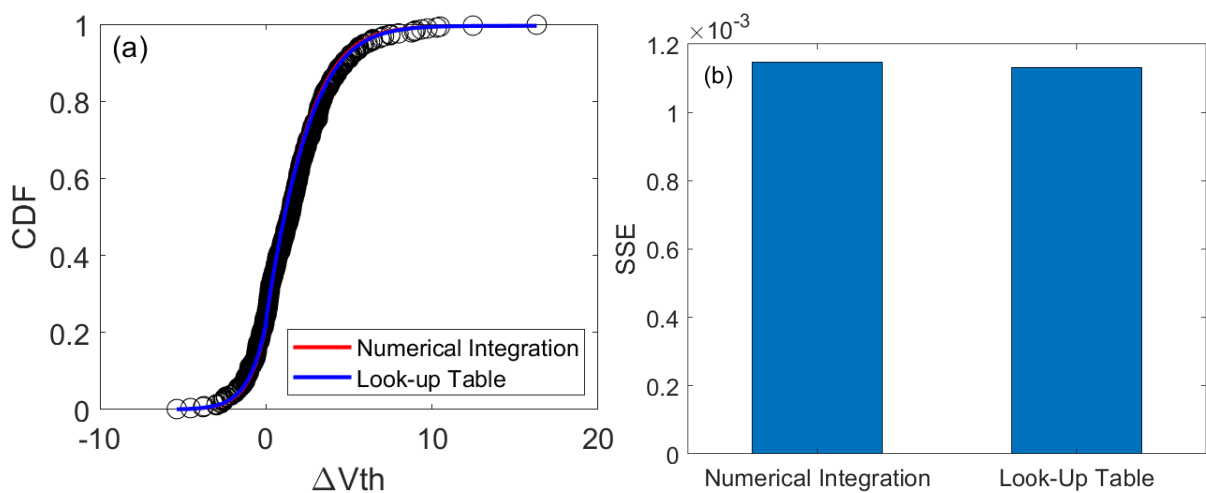 (a)
1
0.8
0.6
0.4
0.2
0
-10
0
10
20
CDF
ΔVth
Numerical Integration
Look-up Table
×10⁻³
(b)
1.2
1
0.8
0.6
0.4
0.2
0
SSE
Numerical Integration
Look-Up Table